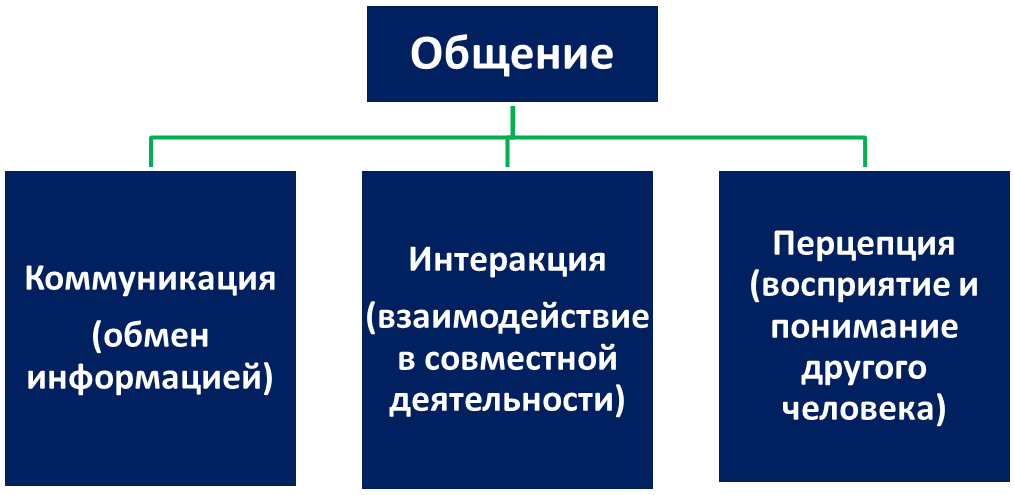 Общение
Коммуникация
(обмен
информацией)
Интеракция
(взаимодействие
в совместной
деятельности)
Перцепция
(восприятие и
понимание
другого
человека)